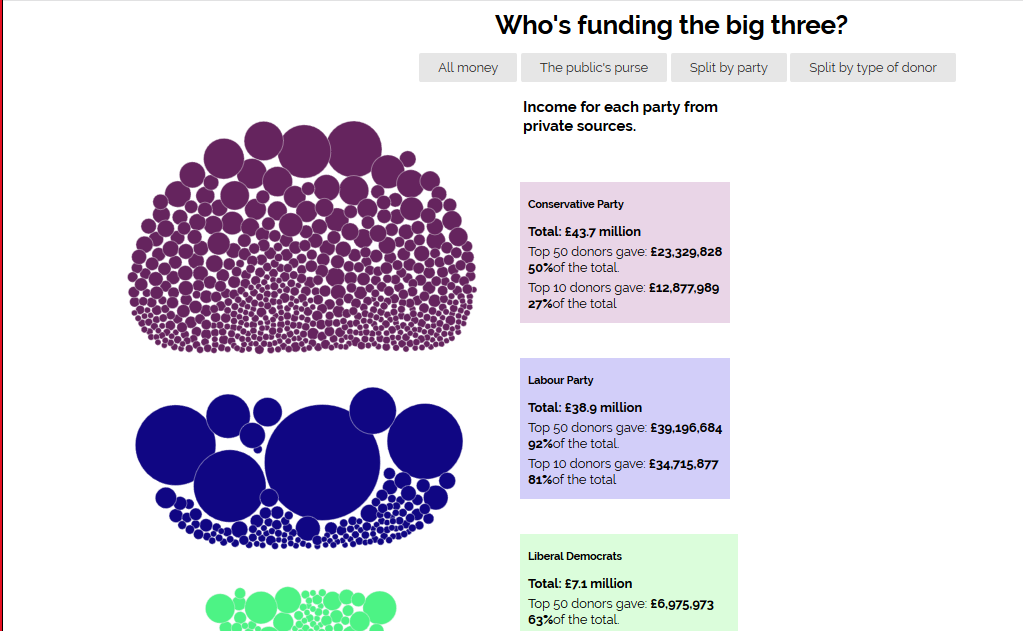 Who's funding the big three?
All money
The public's purse
Split by party
Split by type of donor
Income for each party from
private sources.
Conservative Party
Total: £43.7 million
Top 50 donors gave: £23,329,828
50%of the total.
Top 10 donors gave: £12,877,989
27%of the total
Labour Party
Total: £38.9 million
Top 50 donors gave: £39,196,684
92%of the total.
Top 10 donors gave: £34,715,877
81%of the total
Liberal Democrats
Total: £7.1 million
Top 50 donors gave: £6,975,973
63%of the total.